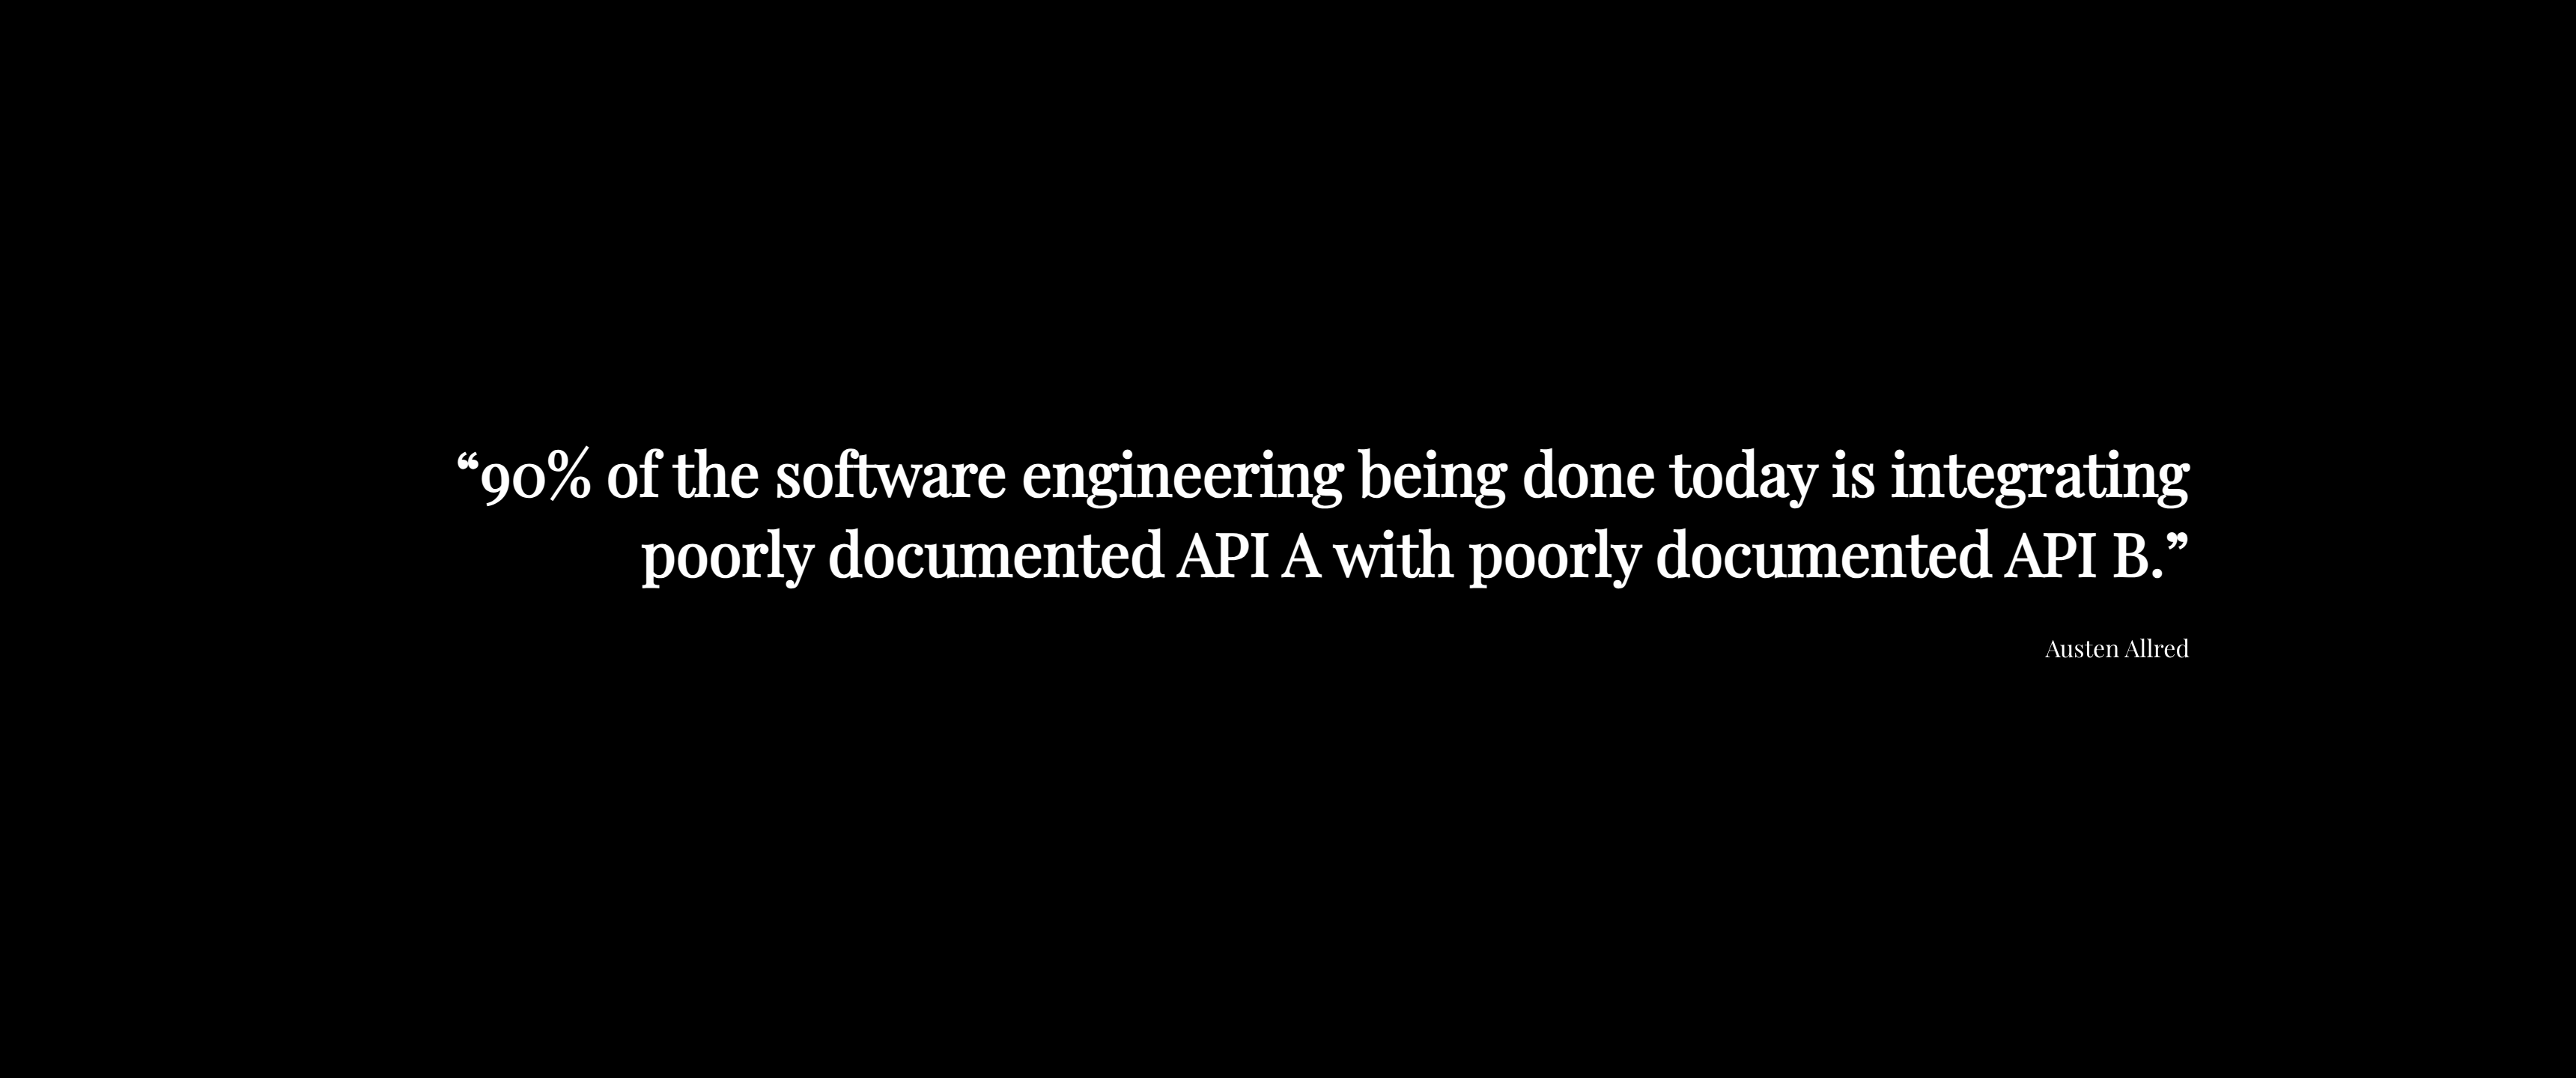 “90% of the software engineering being done today is integrating
poorly documented API A with poorly documented API B.”
Austen Allred